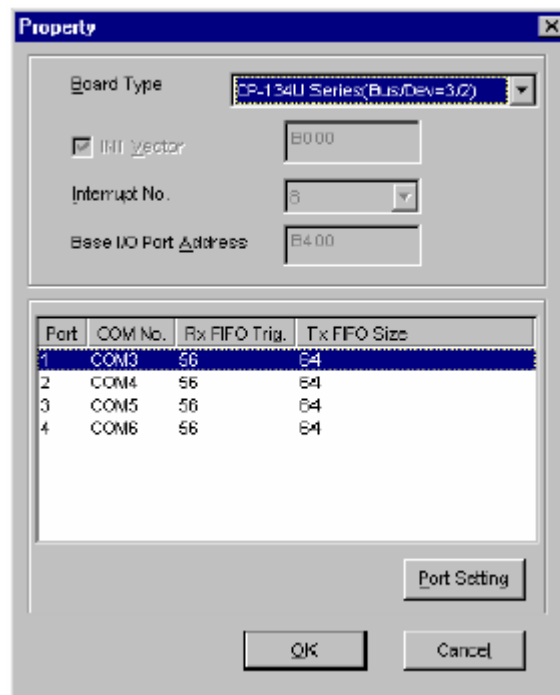 Property
Board Type CP-134U Series(Bus/Dev=3/2)
INT Vector B000
Interrupt No. 8
Base I/O Port Address B400
Port COM No. Rx FIFO Trig. Tx FIFO Size
1 COM3 56 64
2 COM4 56 64
3 COM5 56 64
4 COM6 56 64
Port Setting
OK Cancel